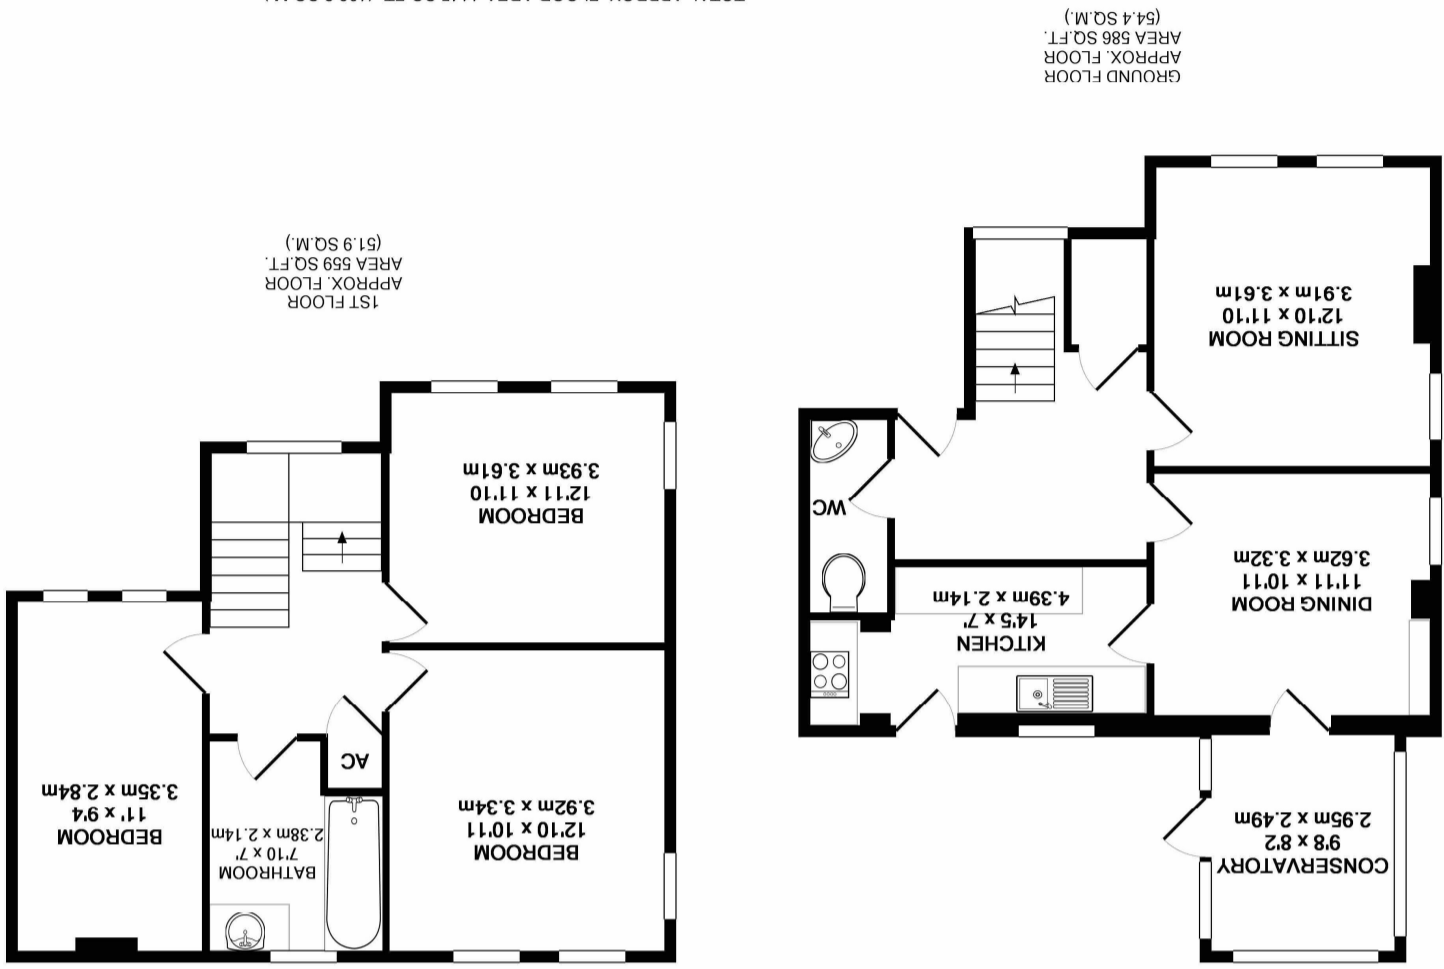 CONSERVATORY
9'8 x 8'2
2.95m x 2.49m
KITCHEN
14'5 x 7'
4.39m x 2.14m
DINING ROOM
11'11 x 10'11
3.62m x 3.32m
WC
SITTING ROOM
12'10 x 11'10
3.91m x 3.61m
GROUND FLOOR
APPROX. FLOOR
AREA 586 SQ.FT.
(54.4 SQ.M.)
BEDROOM
12'10 x 10'11
3.92m x 3.34m
BATHROOM
7'10 x 7'
2.38m x 2.14m
BEDROOM
11' x 9'4
3.35m x 2.84m
AC
BEDROOM
12'11 x 11'10
3.93m x 3.61m
1ST FLOOR
APPROX. FLOOR
AREA 559 SQ.FT.
(51.9 SQ.M.)